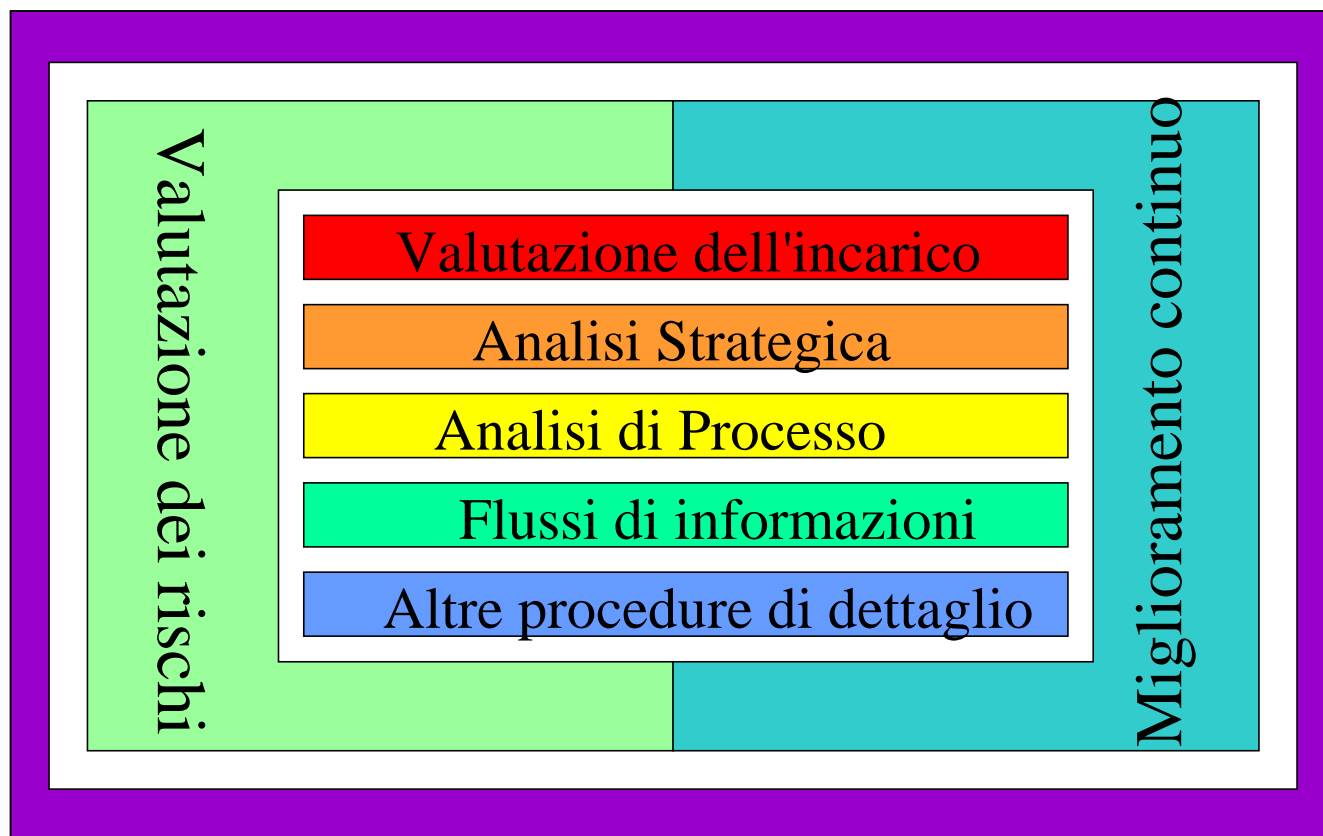 Valutazione dei rischi
Valutazione dell'incarico
Analisi Strategica
Analisi di Processo
Flussi di informazioni
Altre procedure di dettaglio
Miglioramento continuo